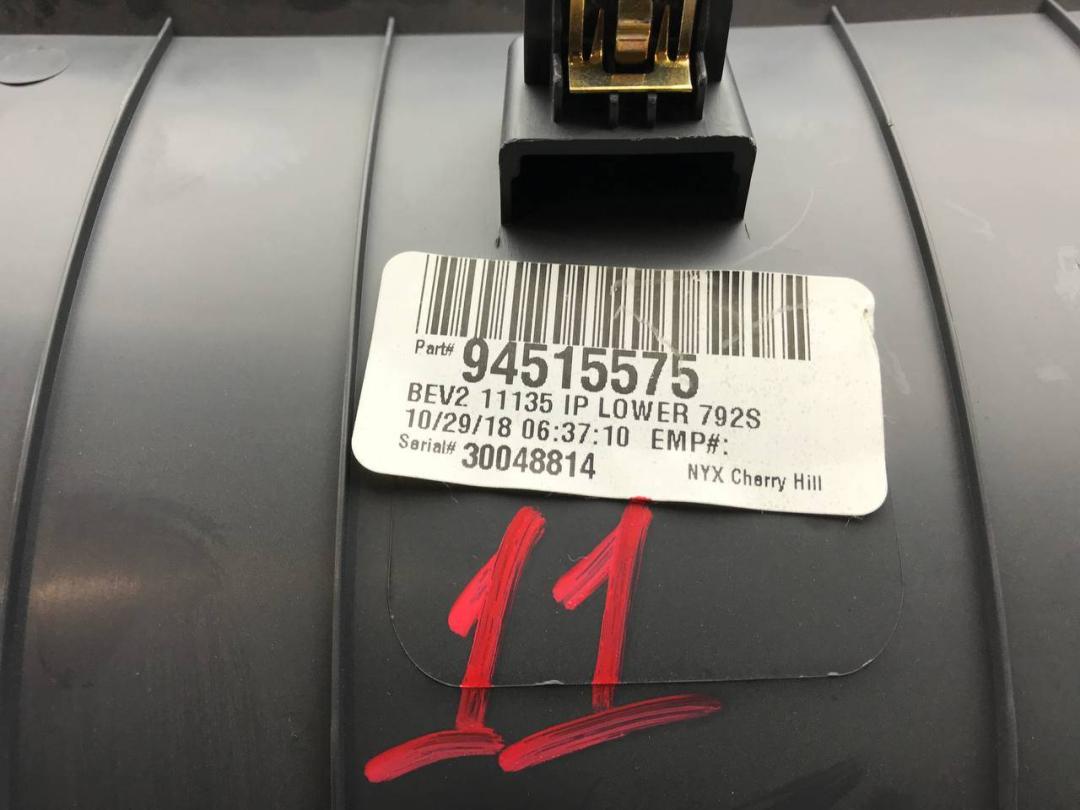 Part# 94515575
BEV2 11135 IP LOWER 792S
10/29/18 06:37:10 EMP#:
Serial# 30048814 NYX Cherry Hill
11